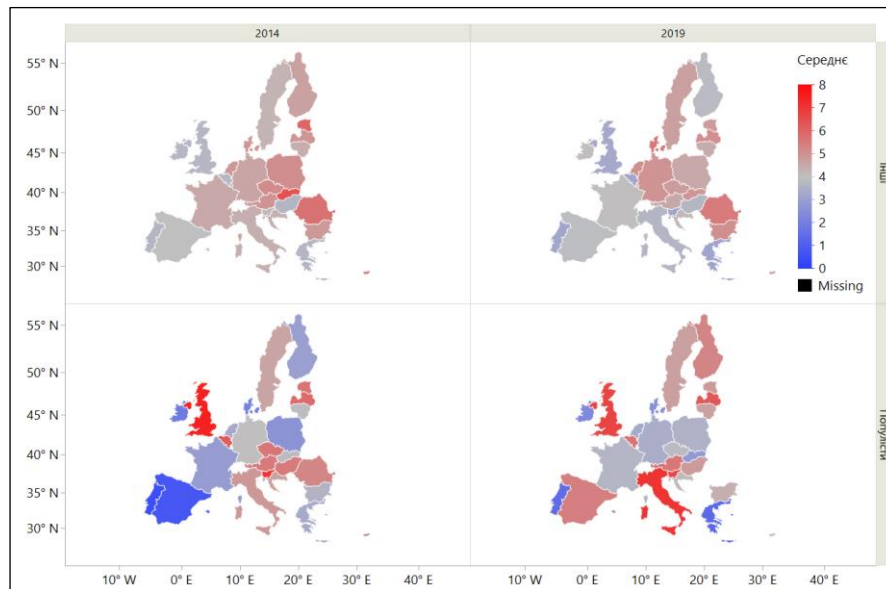 2014
2019
55° N
50° N
45° N
40° N
35° N
30° N
Середнє
8
7
6
5
4
3
2
1
0
Missing
Інші
55° N
50° N
45° N
40° N
35° N
30° N
Популісти
10° W
0° E
10° E
20° E
30° E
40° E
10° W
0° E
10° E
20° E
30° E
40° E